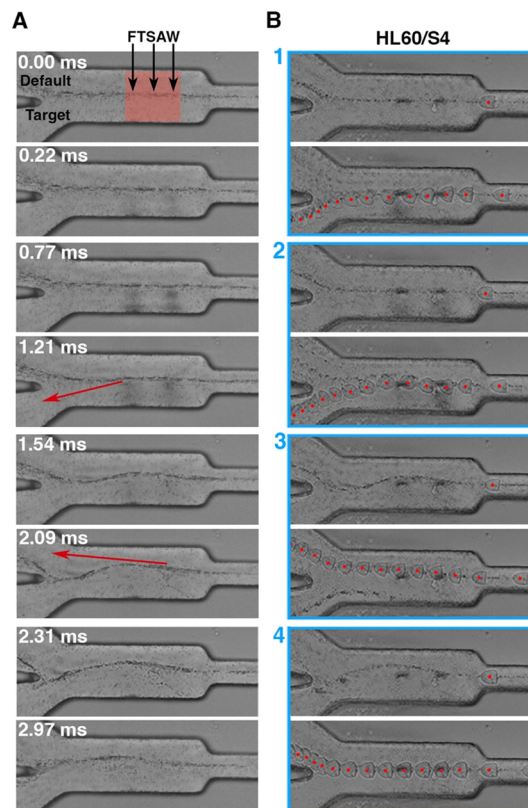 A
FTSAW
0.00 ms
Default
Target
0.22 ms
0.77 ms
1.21 ms
1.54 ms
2.09 ms
2.31 ms
2.97 ms
B
HL60/S4
1
2
3
4